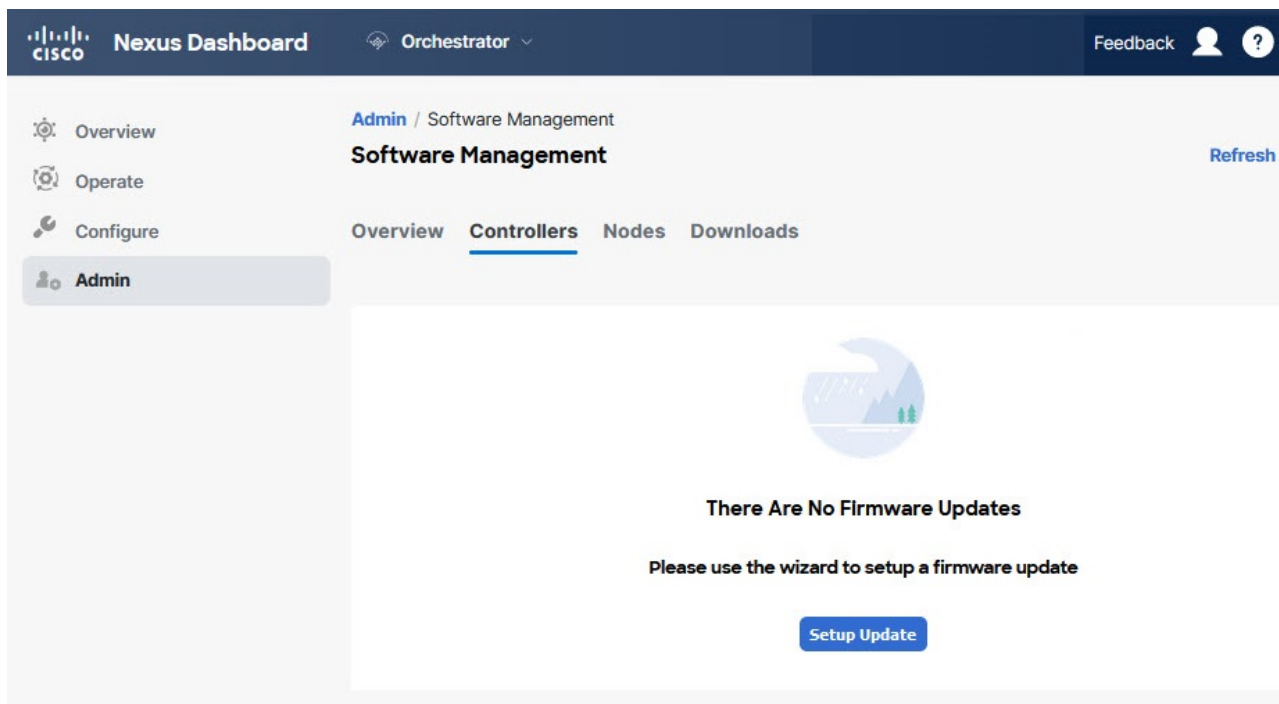 CISCO Nexus Dashboard Orchestrator Feedback ?
Overview
Operate
Configure
Admin
Admin / Software Management
Software Management
Refresh
Overview Controllers Nodes Downloads
There Are No Firmware Updates
Please use the wizard to setup a firmware update
Setup Update